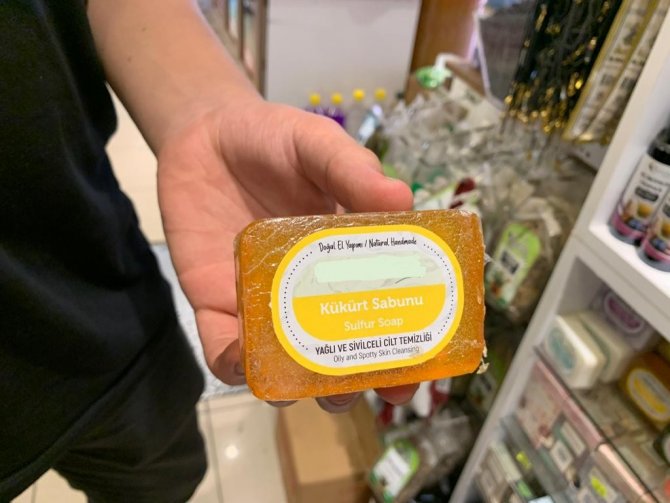 Doğal El Yapımı / Natural Handmade
Kükürt Sabunu
Sulfur Soap
YAĞLI VE SİVİLCELİ CİLT TEMİZLİĞİ
Oily and Spotty Skin Cleansing